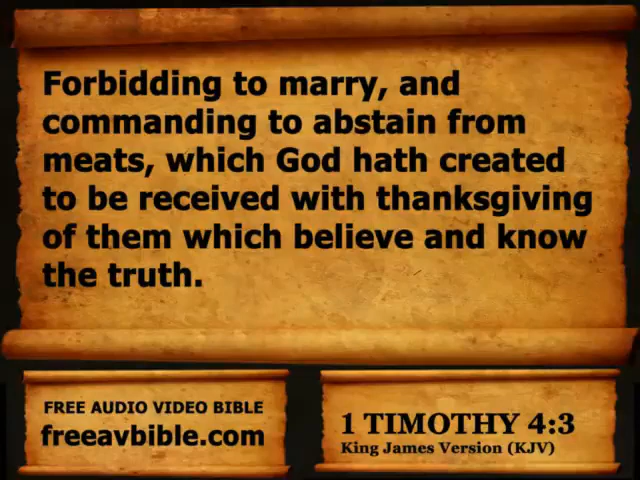 Forbidding to marry, and
commanding to abstain from
meats, which God hath created
to be received with thanksgiving
of them which believe and know
the truth.
FREE AUDIO VIDEO BIBLE
freeavbible.com
1 TIMOTHY 4:3
King James Version (KJV)